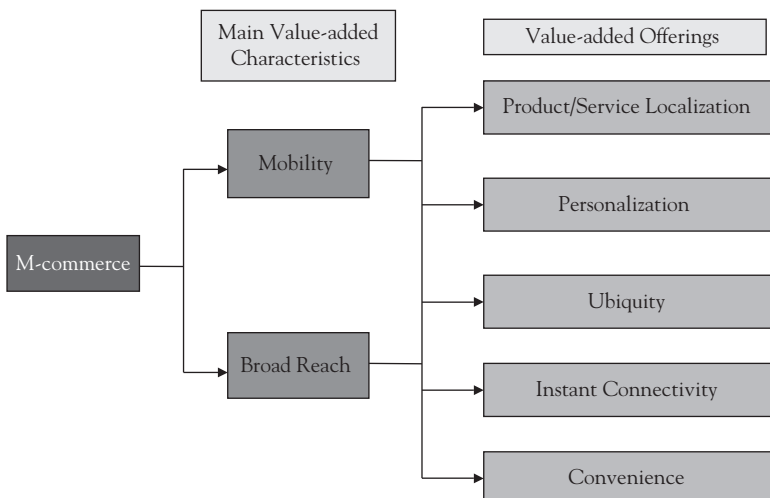 Main Value-added
Characteristics
Value-added Offerings
Product/Service Localization
Mobility
Personalization
M-commerce
Ubiquity
Broad Reach
Instant Connectivity
Convenience